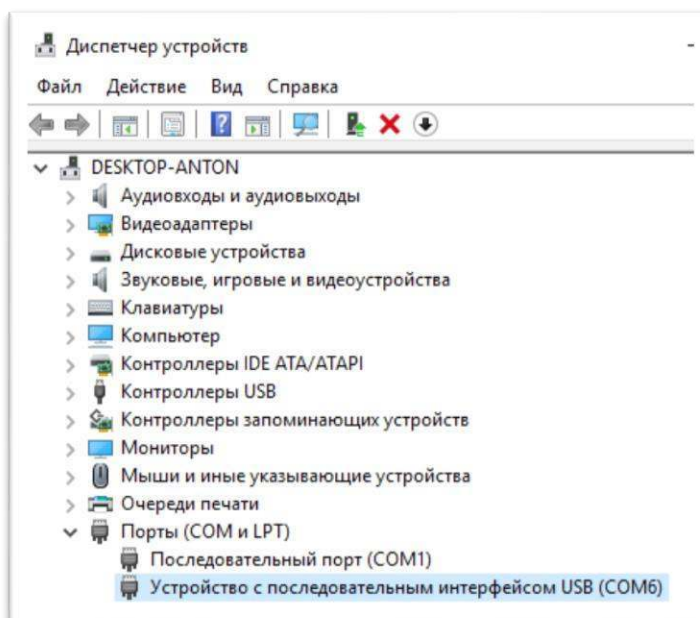 Диспетчер устройств
Файл Действие Вид Справка
DESKTOP-ANTON
Аудиовходы и аудиовыходы
Видеоадаптеры
Дисковые устройства
Звуковые, игровые и видеоустройства
Клавиатуры
Компьютер
Контроллеры IDE ATA/ATAPI
Контроллеры USB
Контроллеры запоминающих устройств
Мониторы
Мыши и иные указывающие устройства
Очереди печати
Порты (COM и LPT)
Последовательный порт (COM1)
Устройство с последовательным интерфейсом USB (COM6)